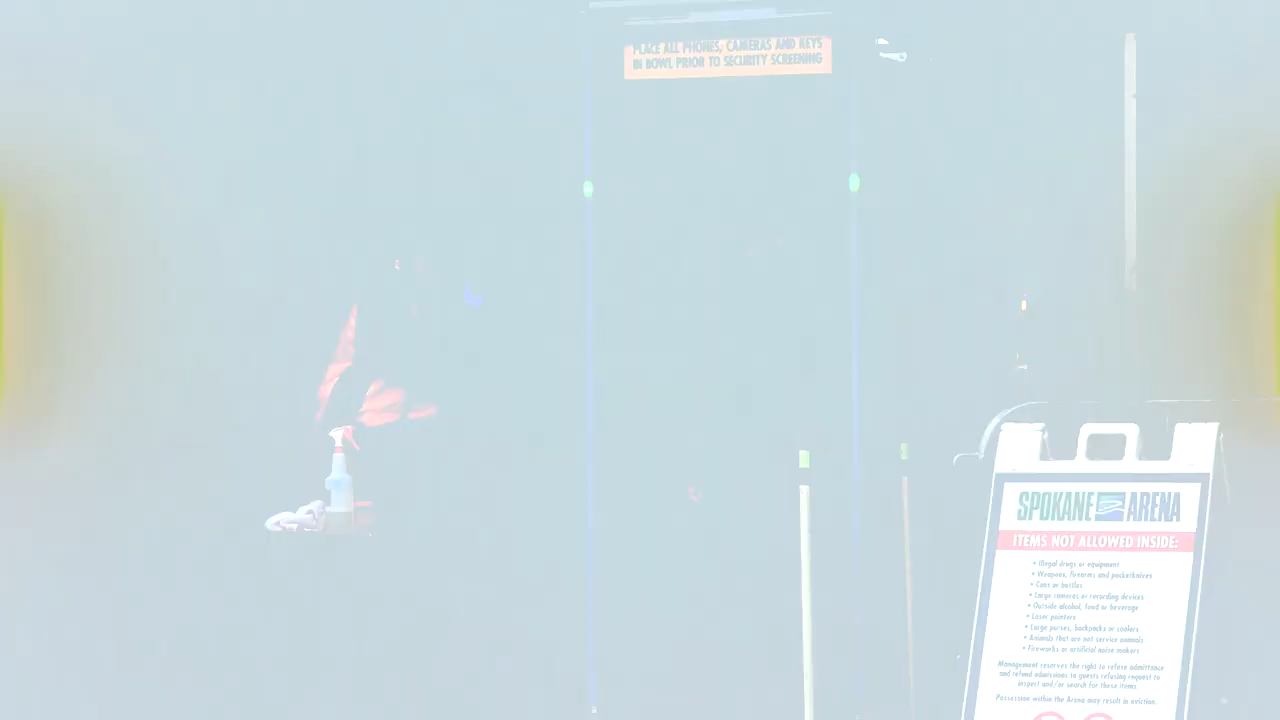 PLACE ALL PHONES, CAMERAS AND KEYS
IN BOWL PRIOR TO SECURITY SCREENING
SPOKANE ARENA
ITEMS NOT ALLOWED INSIDE:
• Illegal drugs or equipment
• Weapons, firearms and pocketknives
• Cans or bottles
• Large cameras or recording devices
• Outside alcohol, food or beverage
• Laser pointers
• Large purses, backpacks or coolers
• Animals that are not service animals
• Fireworks or artificial noise makers
Management reserves the right to refuse admittance
and refund admissions to guests refusing request to
inspect and/or search for these items.
Possession within the Arena may result in eviction.